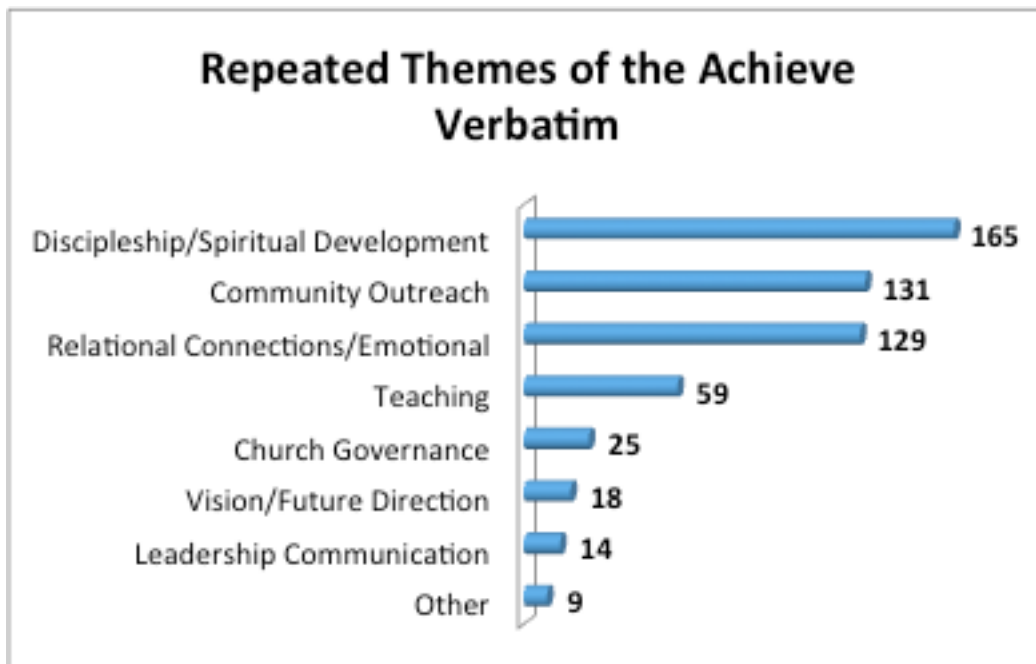 Repeated Themes of the Achieve
Verbatim
Discipleship/Spiritual Development 165
Community Outreach 131
Relational Connections/Emotional 129
Teaching 59
Church Governance 25
Vision/Future Direction 18
Leadership Communication 14
Other 9